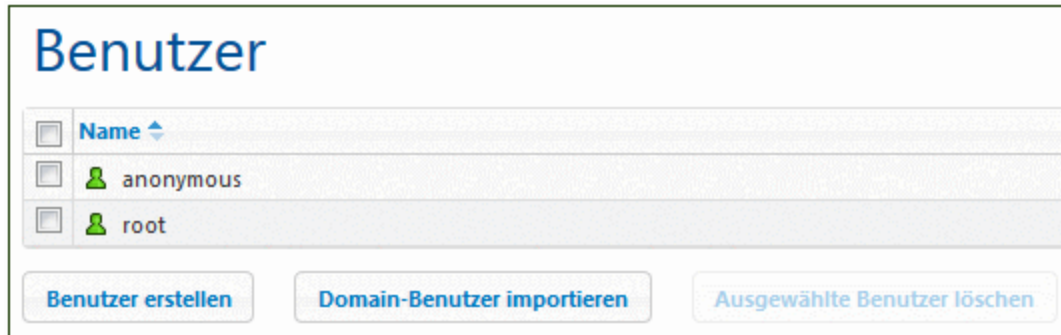 Benutzer
Name
anonymous
root
Benutzer erstellen Domain-Benutzer importieren Ausgewählte Benutzer löschen